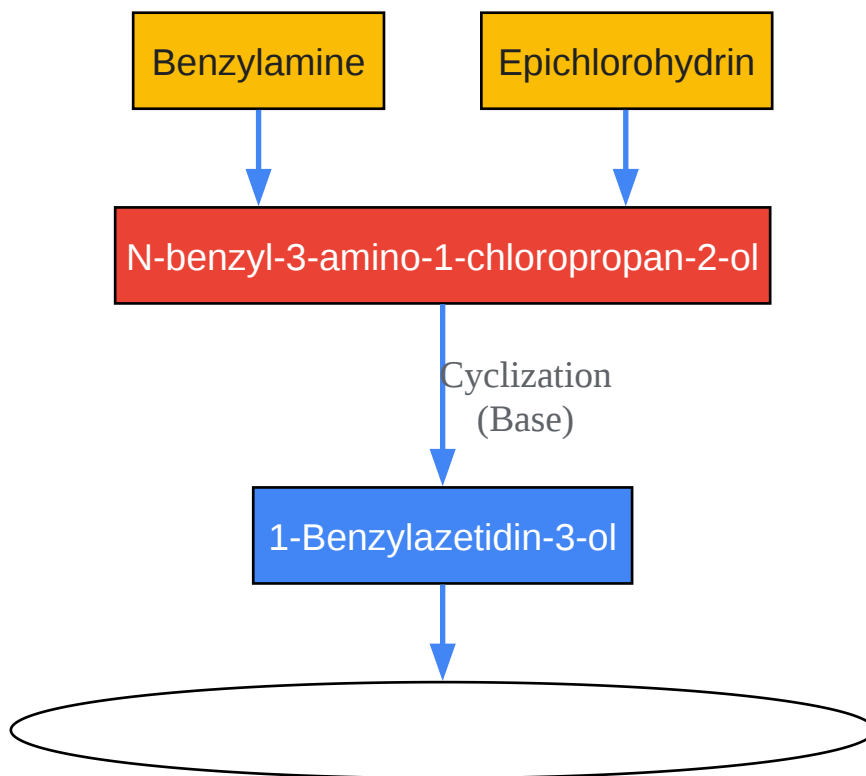 Benzylamine
Epichlorohydrin
N-benzyl-3-amino-1-chloropropan-2-ol
Cyclization
(Base)
1-Benzylazetidin-3-ol